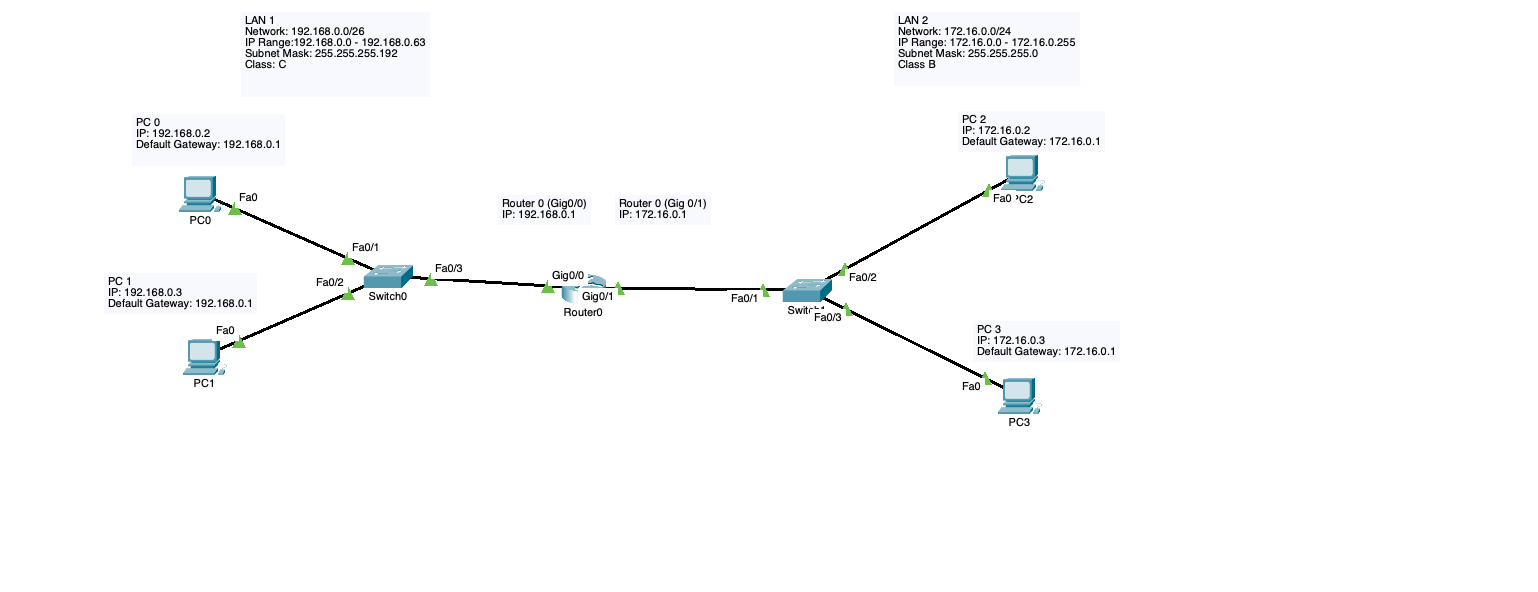 LAN 1
Network: 192.168.0.0/26
IP Range:192.168.0.0 - 192.168.0.63
Subnet Mask: 255.255.255.192
Class: C
LAN 2
Network: 172.16.0.0/24
IP Range: 172.16.0.0 - 172.16.0.255
Subnet Mask: 255.255.255.0
Class B
PC 0
IP: 192.168.0.2
Default Gateway: 192.168.0.1
PC 2
IP: 172.16.0.2
Default Gateway: 172.16.0.1
Fa0
PC0
Router 0 (Gig0/0)
IP: 192.168.0.1
Router 0 (Gig 0/1)
IP: 172.16.0.1
Fa0
PC2
Fa0/1
Fa0/3
Fa0/2
Switch0
PC 1
IP: 192.168.0.3
Default Gateway: 192.168.0.1
Gig0/0
Gig0/1
Router0
Fa0/1
Fa0/2
Fa0/3
Fa0
PC1
PC 3
IP: 172.16.0.3
Default Gateway: 172.16.0.1
Fa0
PC3